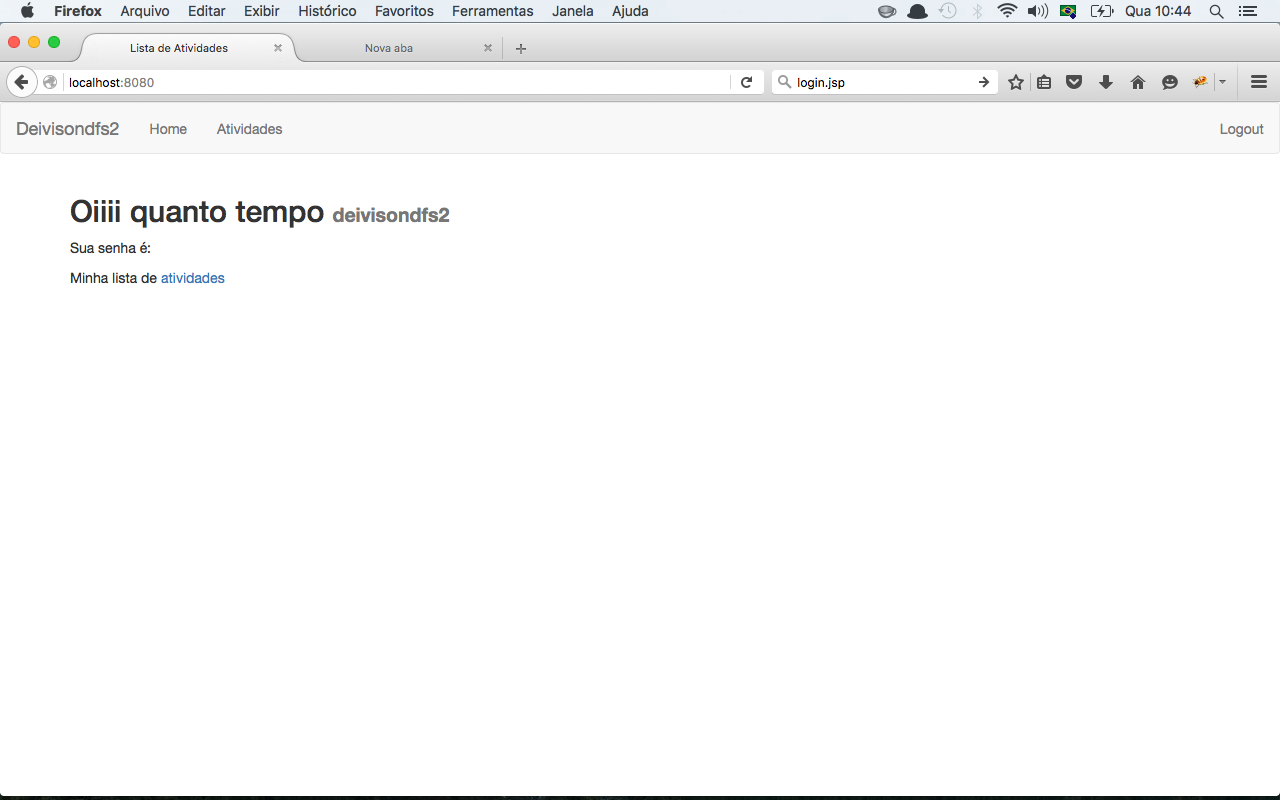 Firefox Arquivo Editar Exibir Histórico Favoritos Ferramentas Janela Ajuda Qua 10:44
Lista de Atividades Nova aba
localhost:8080 login.jsp
Deivisondfs2 Home Atividades Logout
Oiiii quanto tempo deivisondfs2
Sua senha é:
Minha lista de atividades